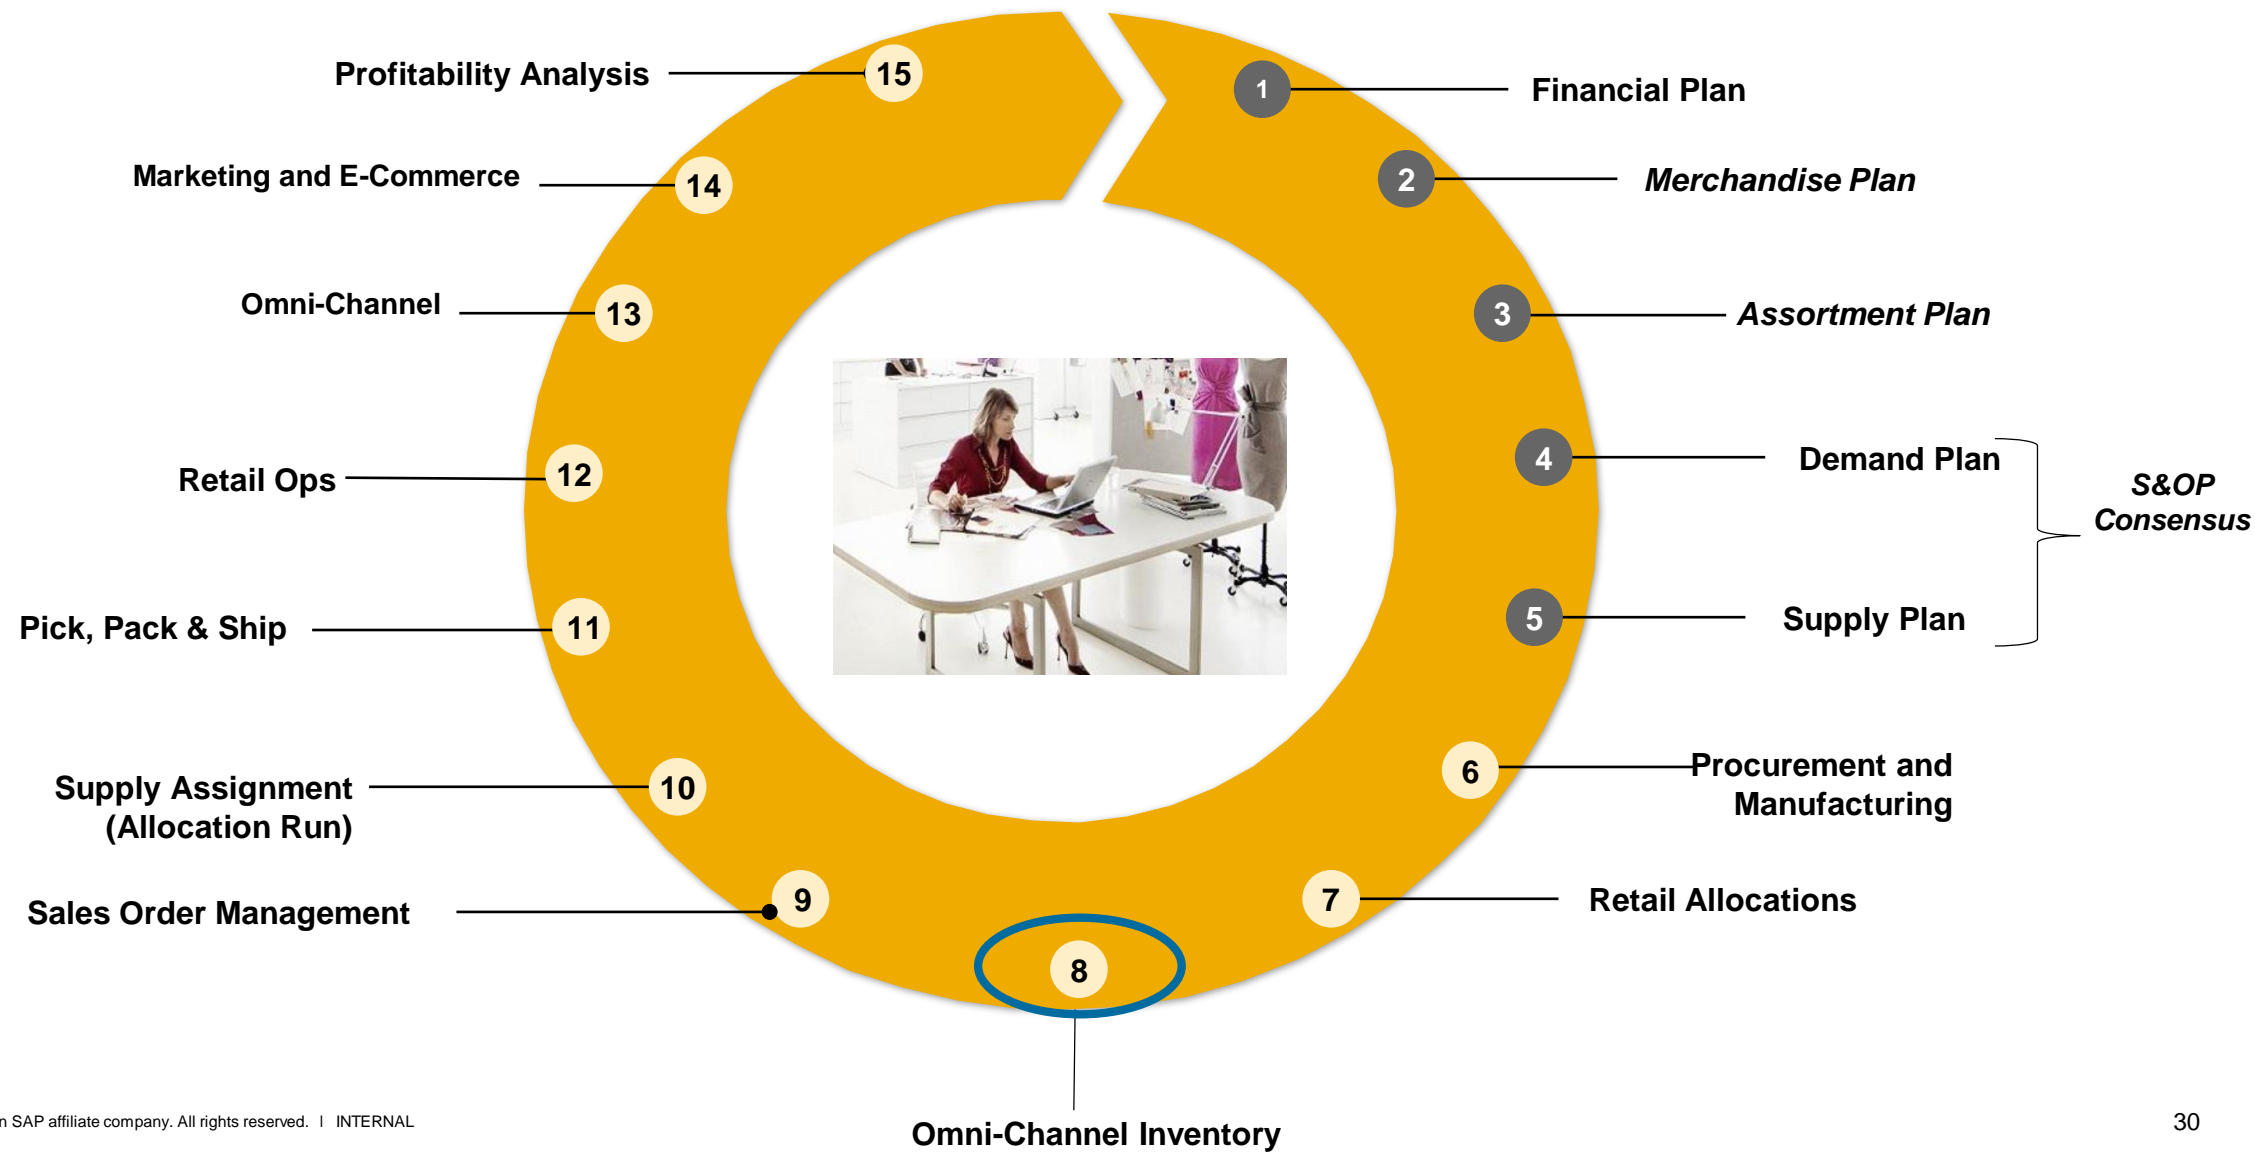 15
Profitability Analysis
1
Financial Plan
14
Marketing and E-Commerce
2
Merchandise Plan
13
Omni-Channel
3
Assortment Plan
12
Retail Ops
4
Demand Plan
S&OP
Consensus
11
Pick, Pack & Ship
5
Supply Plan
10
Supply Assignment
(Allocation Run)
6
Procurement and
Manufacturing
9
Sales Order Management
7
Retail Allocations
8
Omni-Channel Inventory
n SAP affiliate company. All rights reserved. I INTERNAL
30